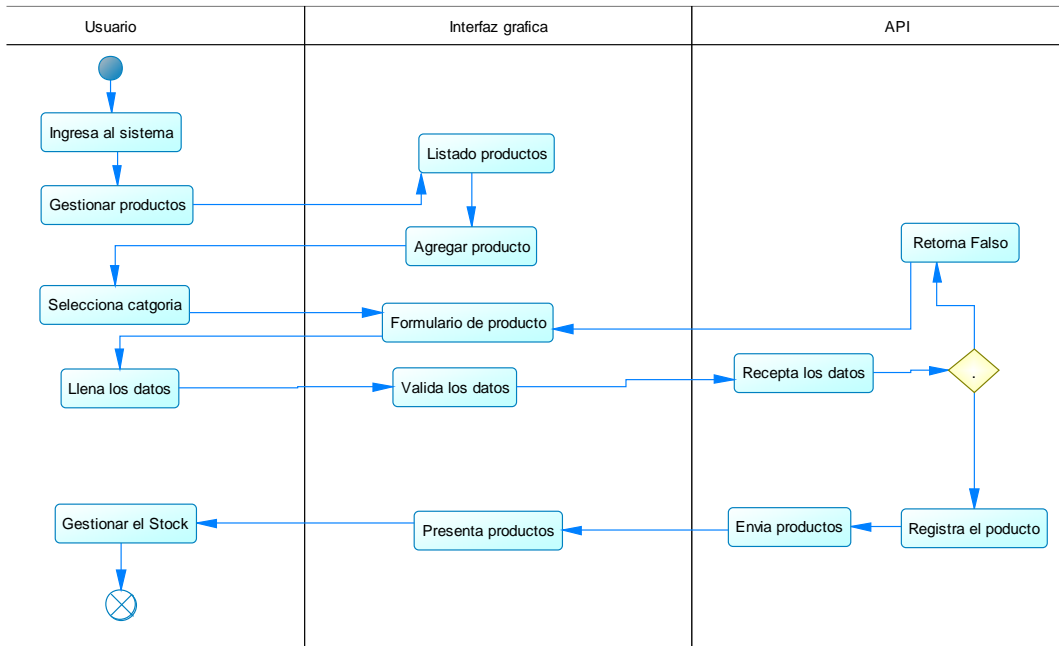 Usuario
Interfaz grafica
API
Ingresa al sistema
Listado productos
Gestionar productos
Agregar producto
Retorna Falso
Selecciona catgoria
Formulario de producto
Llena los datos
Valida los datos
Recepta los datos
.
Gestionar el Stock
Presenta productos
Envia productos
Registra el poducto